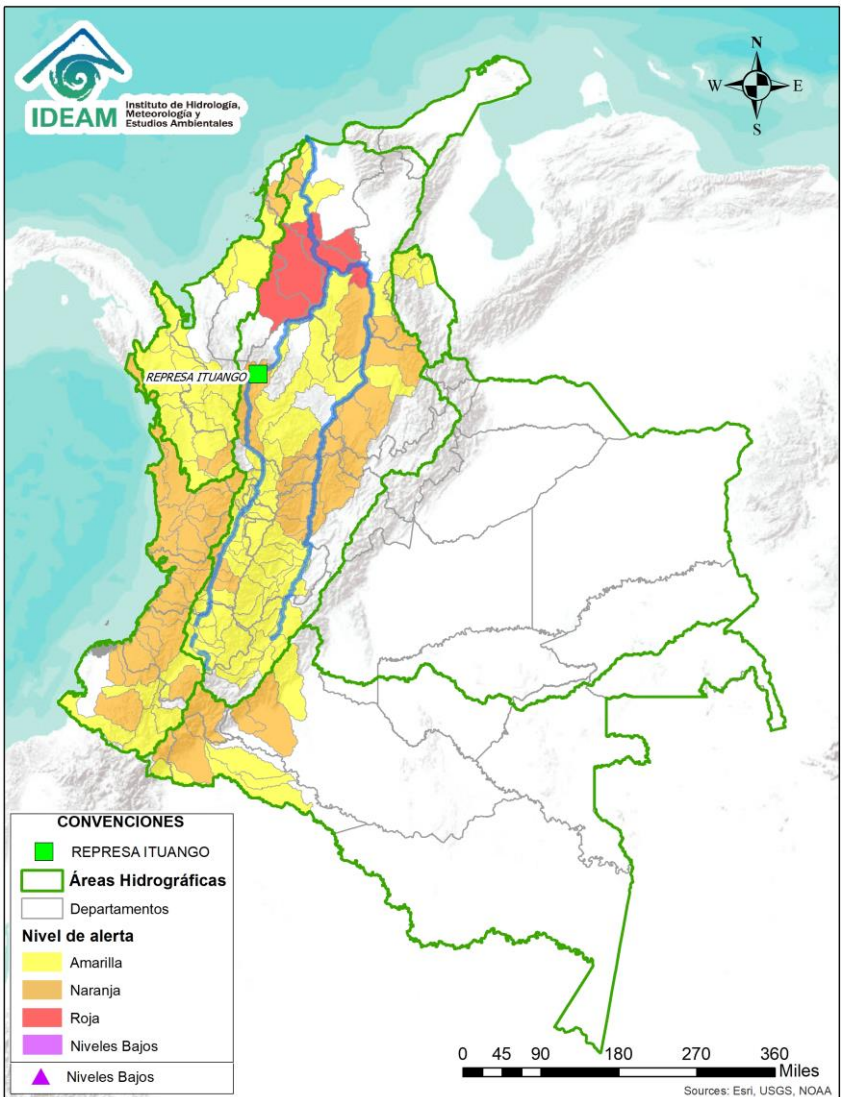 IDEAM
Instituto de Hidrología,
Meteorología y
Estudios Ambientales
N
W
E
S
REPRESA ITUANGO
CONVENCIONES
REPRESA ITUANGO
Áreas Hidrográficas
Departamentos
Nivel de alerta
Amarilla
Naranja
Roja
Niveles Bajos
Niveles Bajos
0 45 90 180 270 360
Miles
Sources: Esri, USGS, NOAA